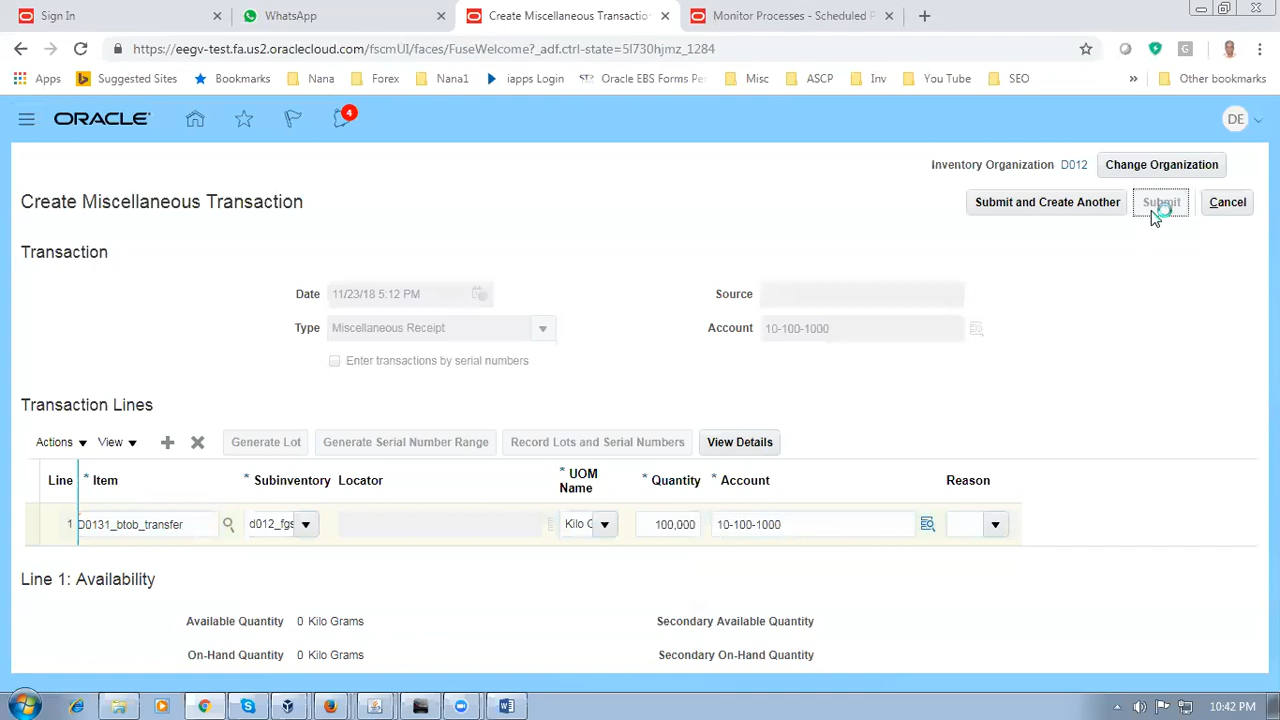 Sign In
WhatsApp
Create Miscellaneous Transactio
Monitor Processes - Scheduled P
https://eegv-test.fa.us2.oraclecloud.com/fscmUI/faces/FuseWelcome?_adf.ctrl-state=5l730hjmz_1284
G
Apps
Suggested Sites
Bookmarks
Nana
Forex
Nana1
iapps Login
Oracle EBS Forms Pe
Misc
ASCP
Inv
You Tube
SEO
»
Other bookmarks
ORACLE
4
DE
Inventory Organization D012 Change Organization
Create Miscellaneous Transaction
Submit and Create Another Submit Cancel
Transaction
Date 11/23/18 5:12 PM Source
Type Miscellaneous Receipt Account 10-100-1000
Enter transactions by serial numbers
Transaction Lines
Actions View Generate Lot Generate Serial Number Range Record Lots and Serial Numbers View Details
Line * Item * Subinventory Locator * UOM Name * Quantity * Account Reason
1 D0131_btob_transfer d012_fgs Kilo G 100,000 10-100-1000
Line 1: Availability
Available Quantity 0 Kilo Grams Secondary Available Quantity
On-Hand Quantity 0 Kilo Grams Secondary On-Hand Quantity
10:42 PM